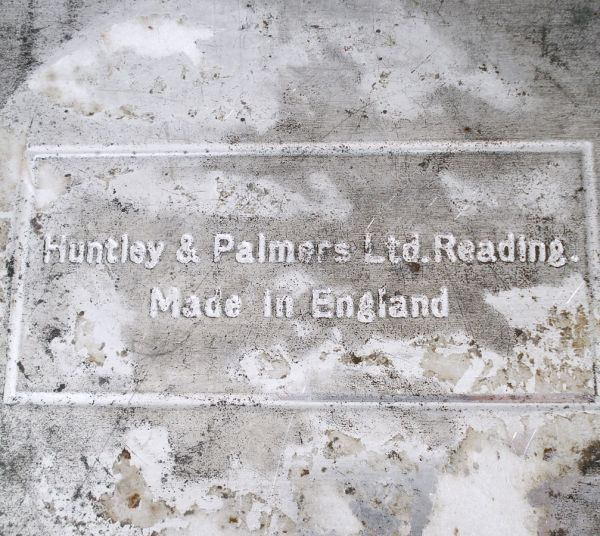 Huntley & Palmers Ltd. Reading.
Made in England